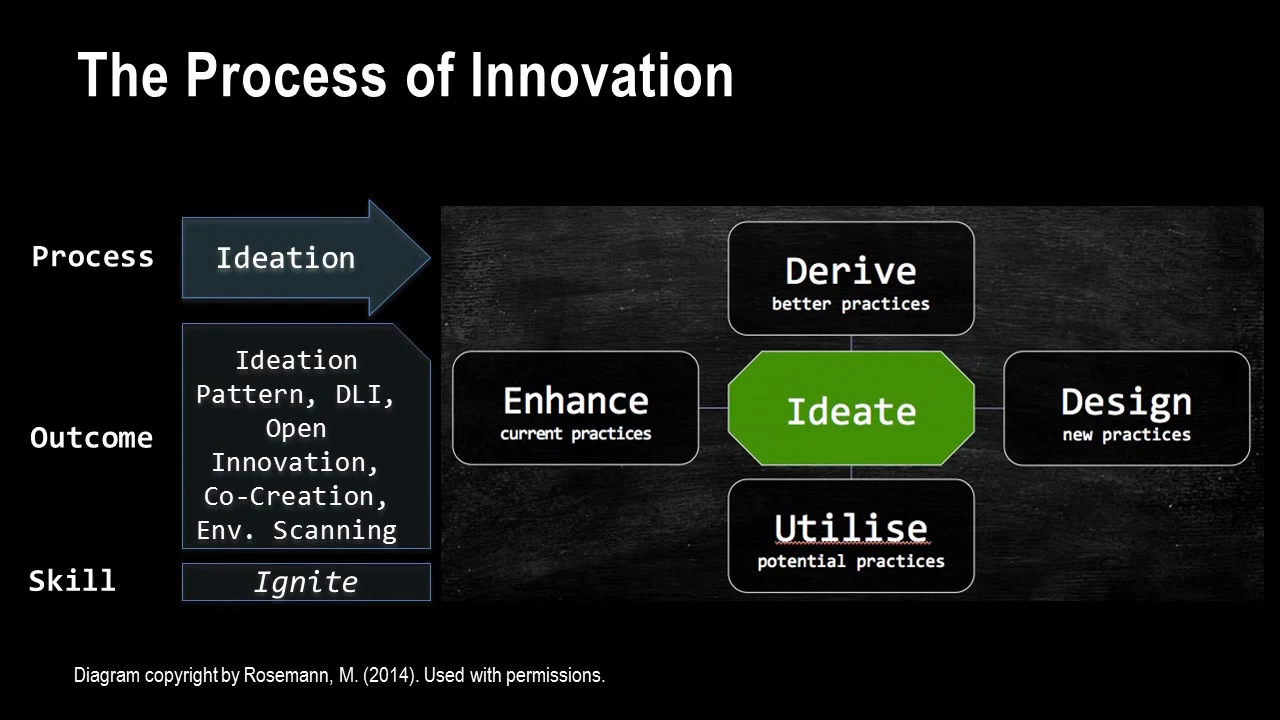 The Process of Innovation
Process
Ideation
Outcome
Ideation
Pattern, DLI,
Open
Innovation,
Co-Creation,
Env. Scanning
Skill
Ignite
Derive
better practices
Enhance
current practices
Ideate
Design
new practices
Utilise
potential practices
Diagram copyright by Rosemann, M. (2014). Used with permissions.